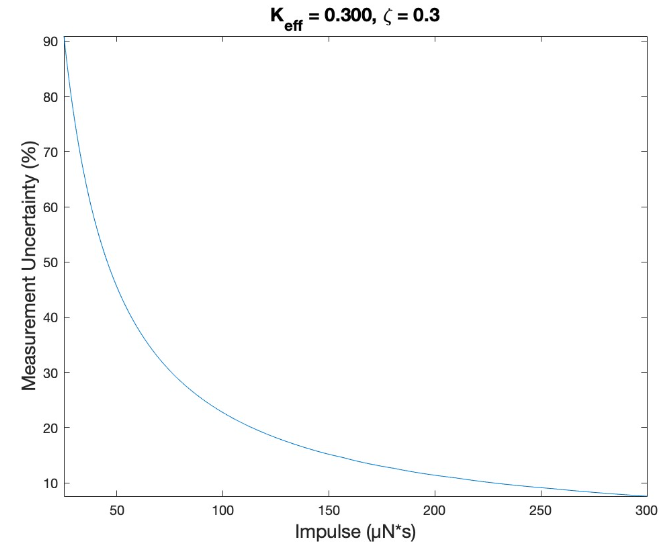 K_eff = 0.300, ζ = 0.3
90
80
70
60
50
40
30
20
10
Measurement Uncertainty (%)
50 100 150 200 250 300
Impulse (μN*s)